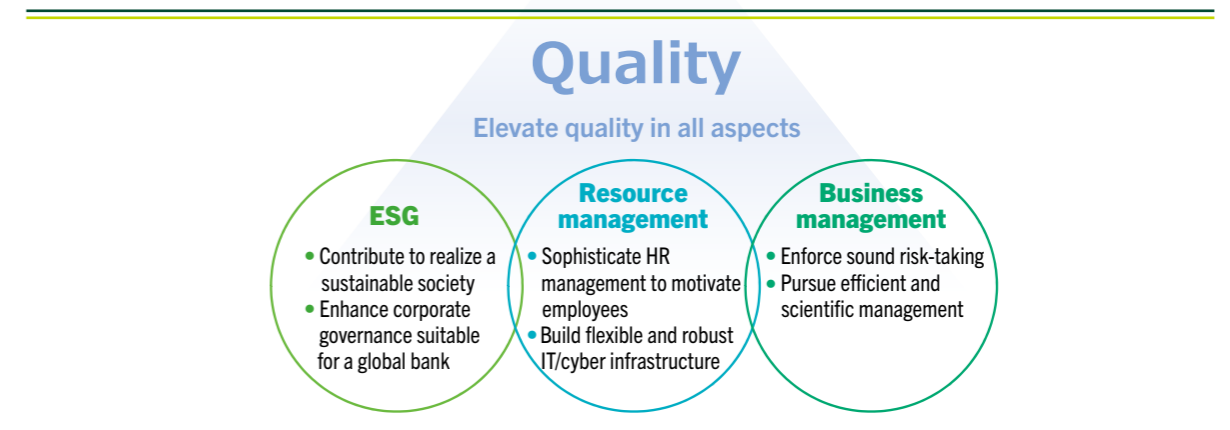 Quality
Elevate quality in all aspects
ESG
• Contribute to realize a
sustainable society
• Enhance corporate
governance suitable
for a global bank
Resource
management
• Sophisticate HR
management to motivate
employees
• Build flexible and robust
IT/cyber infrastructure
Business
management
• Enforce sound risk-taking
• Pursue efficient and
scientific management